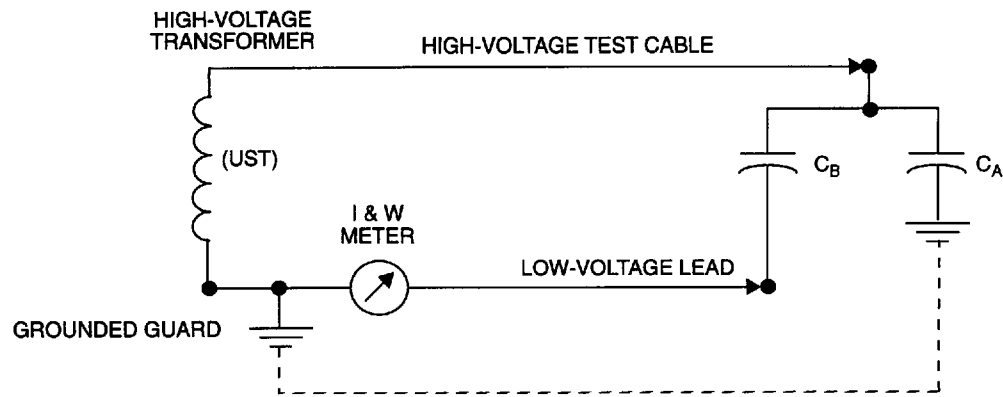 HIGH-VOLTAGE
TRANSFORMER
HIGH-VOLTAGE TEST CABLE
(UST)
C_B
C_A
I & W
METER
LOW-VOLTAGE LEAD
GROUNDED GUARD